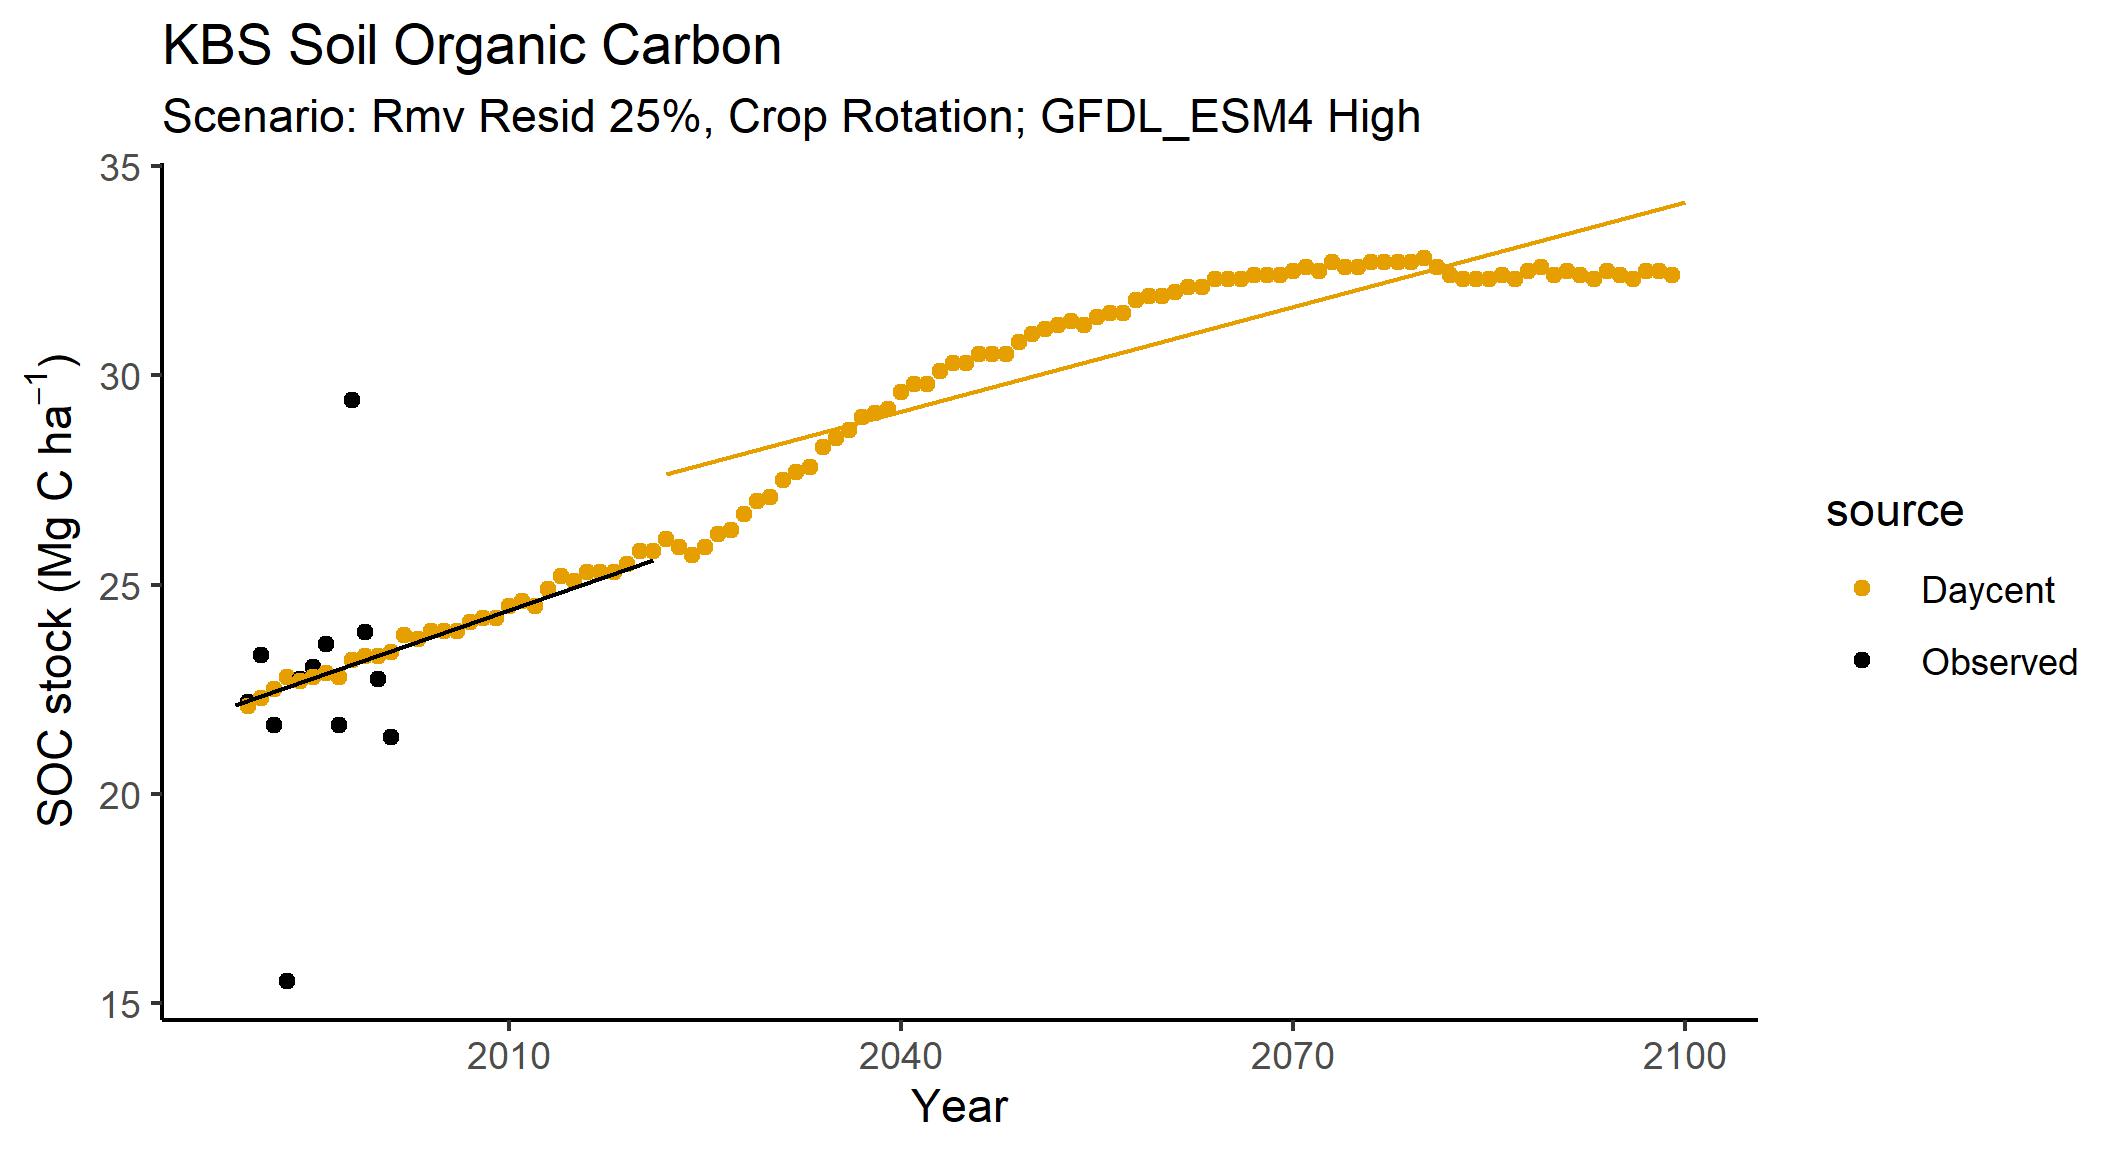 KBS Soil Organic Carbon
Scenario: Rmv Resid 25%, Crop Rotation; GFDL_ESM4 High
SOC stock (Mg C ha⁻¹)
35
30
25
20
15
2010
2040
2070
2100
Year
source
Daycent
Observed